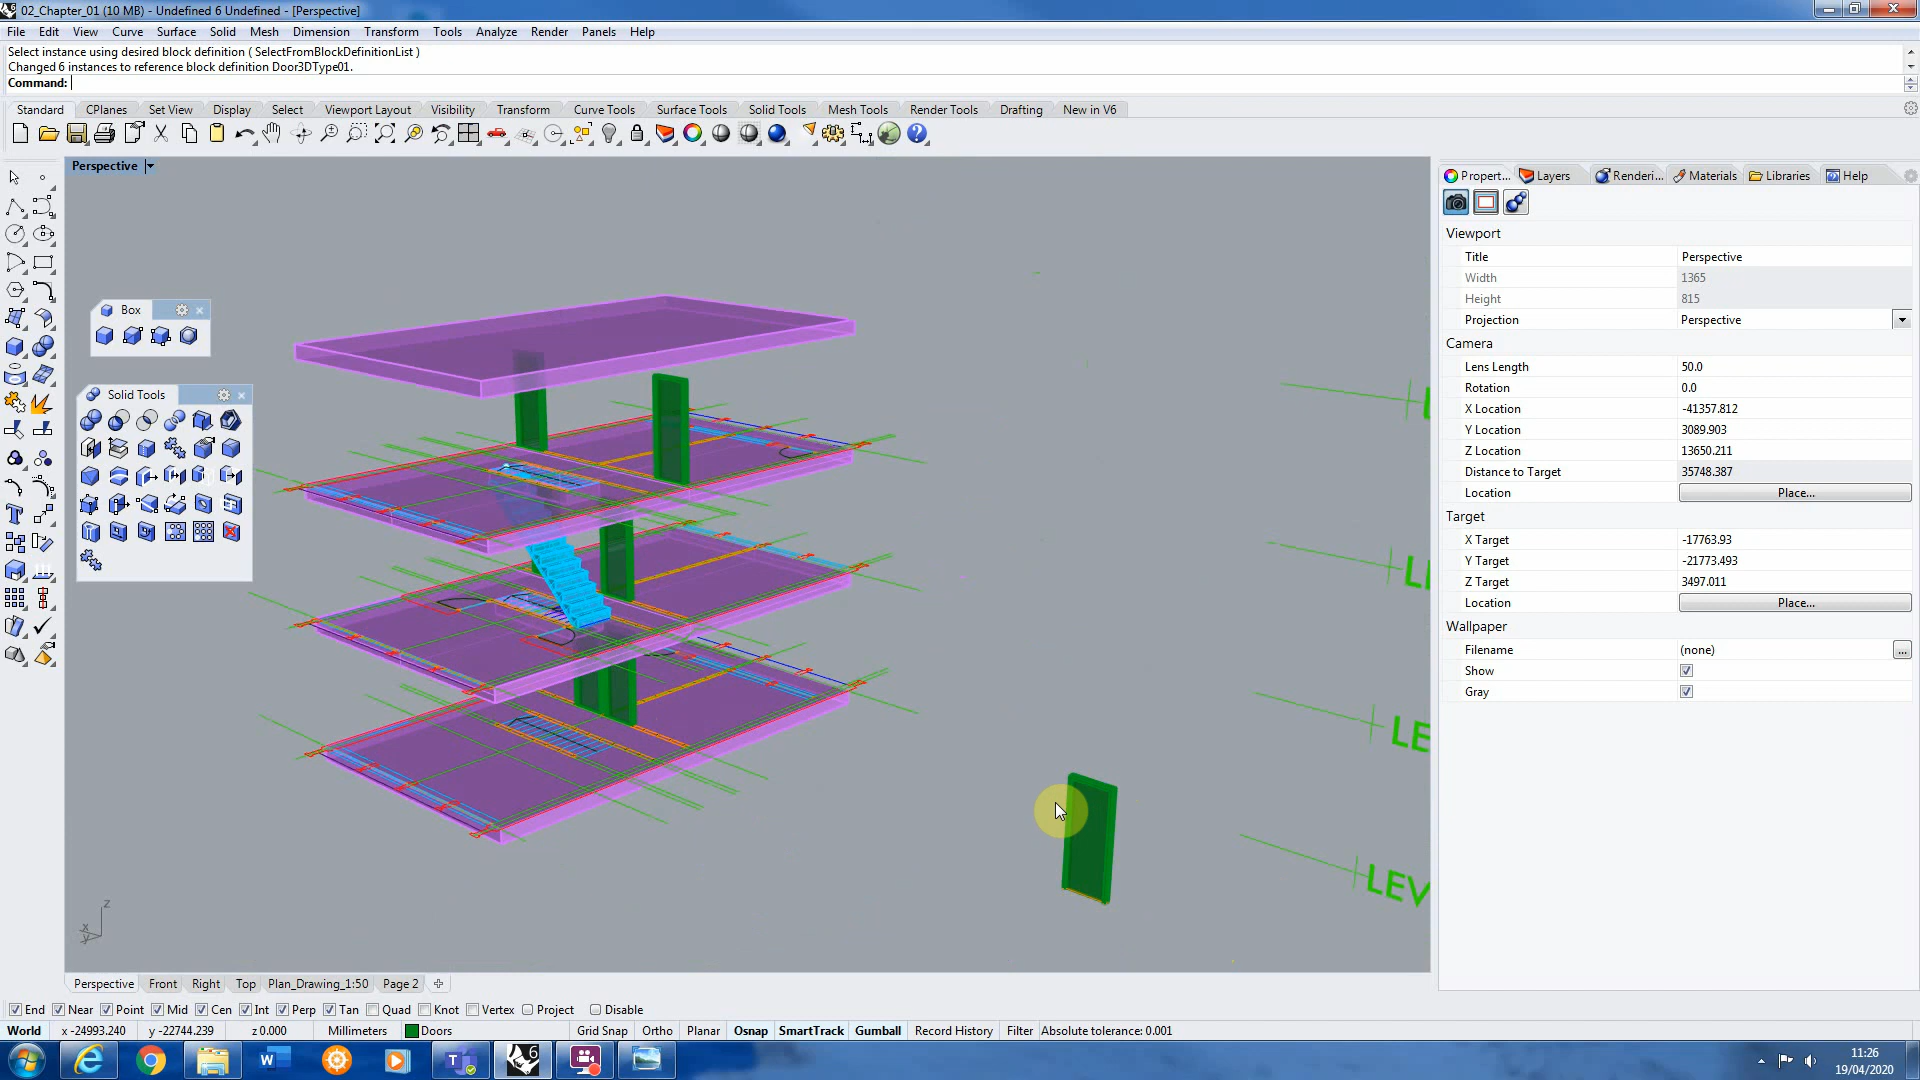 02_Chapter_01 (10 MB) - Undefined 6 Undefined - [Perspective]
File Edit View Curve Surface Solid Mesh Dimension Transform Tools Analyze Render Panels Help
Select instance using desired block definition ( SelectFromBlockDefinitionList )
Changed 6 instances to reference block definition Door3DType01.
Command:
Standard CPlanes Set View Display Select Viewport Layout Visibility Transform Curve Tools Surface Tools Solid Tools Mesh Tools Render Tools Drafting New in V6
Perspective
Propert... Layers Renderi... Materials Libraries Help
Viewport
Title Perspective
Width 1365
Height 815
Projection Perspective
Camera
Lens Length 50.0
Rotation 0.0
X Location -41357.812
Y Location 3089.903
Z Location 13650.211
Distance to Target 35748.387
Location Place...
Target
X Target -17763.93
Y Target -21773.493
Z Target 3497.011
Location Place...
Wallpaper
Filename (none) ...
Show
Gray
Box
Solid Tools
LE
LEV
z
x
y
Perspective Front Right Top Plan_Drawing_1:50 Page 2
End Near Point Mid Cen Int Perp Tan Quad Knot Vertex Project Disable
World x -24993.240 y -22744.239 z 0.000 Millimeters Doors Grid Snap Ortho Planar Osnap SmartTrack Gumball Record History Filter Absolute tolerance: 0.001
11:26
19/04/2020